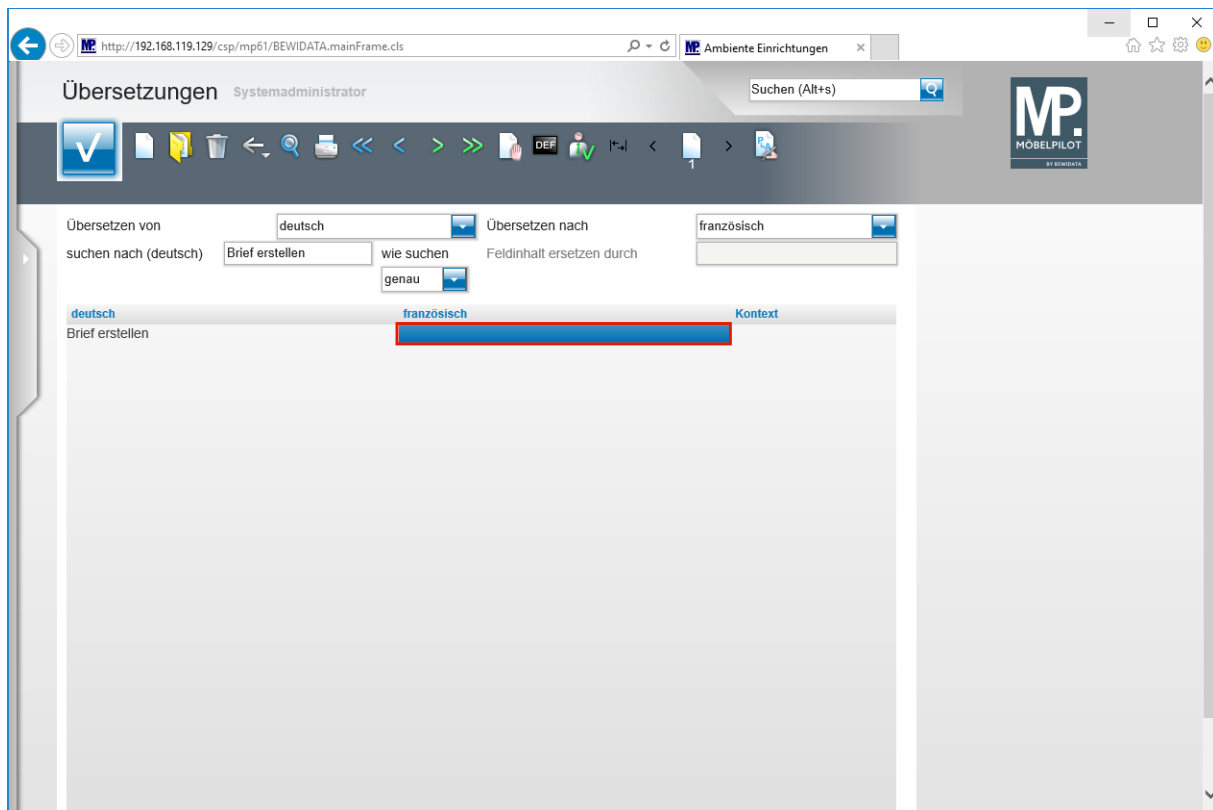 http://192.168.119.129/csp/mp61/BEWIDATA.mainFrame.cls
MP. Ambiente Einrichtungen
Übersetzungen Systemadministrator
Suchen (Alt+s)
MP.
MÖBELPILOT
BY BEWIDATA
DEF
1
Übersetzen von deutsch Übersetzen nach französisch
suchen nach (deutsch) Brief erstellen wie suchen Feldinhalt ersetzen durch
genau
deutsch französisch Kontext
Brief erstellen